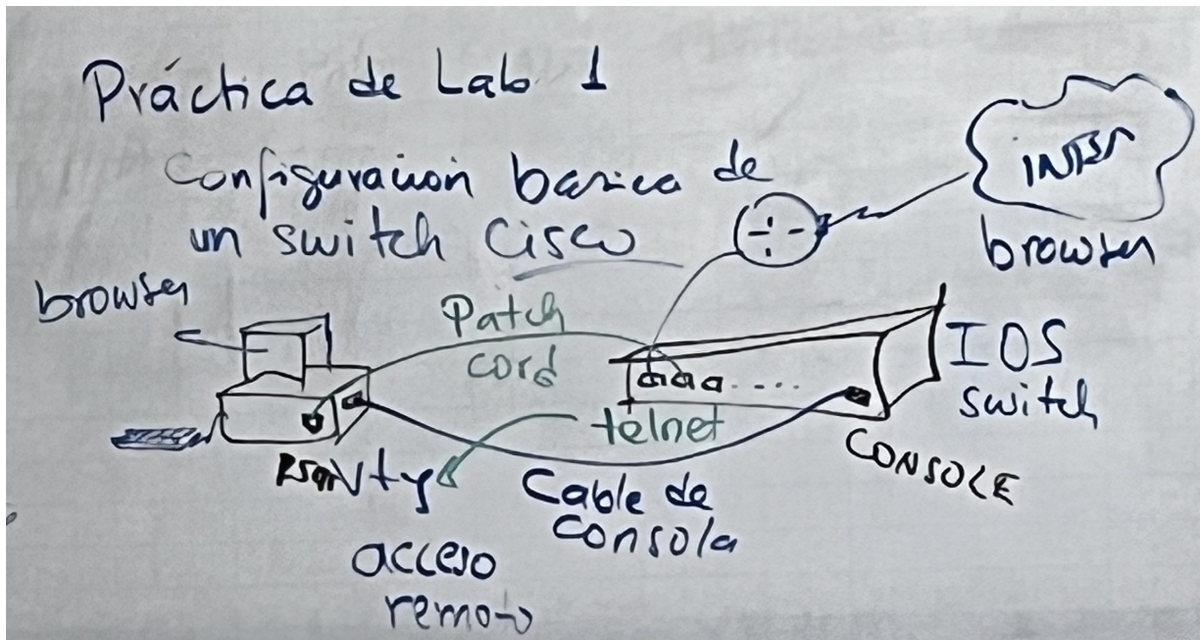 Práctica de Lab 1
Configuracion basica de
un switch Cisco
browser
Patch
cord
telnet
vty
Cable de
consola
acceso
remoto
browser
IOS
switch
CONSOLE